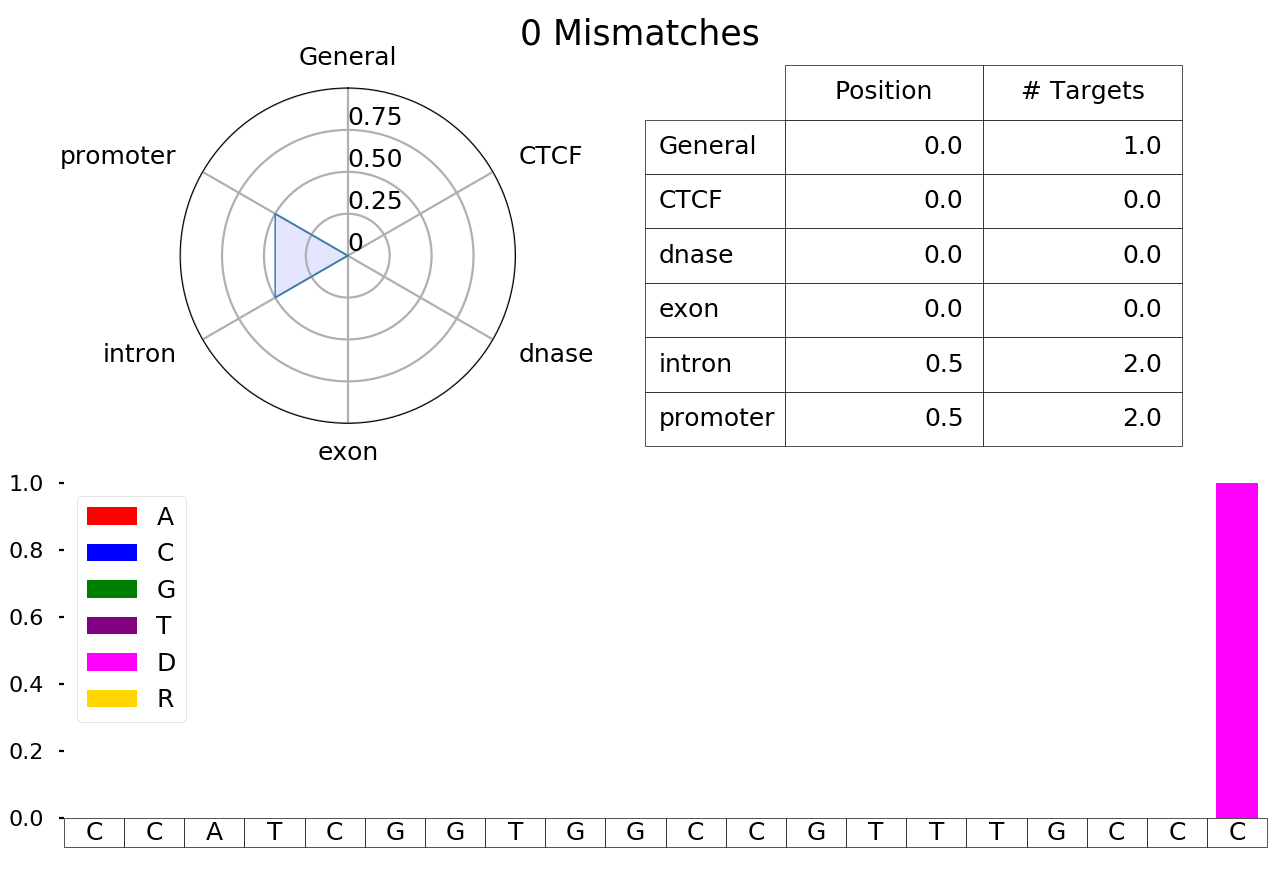 0 Mismatches
General
promoter
CTCF
0.75
0.50
0.25
0
intron
dnase
exon
Position # Targets
General 0.0 1.0
CTCF 0.0 0.0
dnase 0.0 0.0
exon 0.0 0.0
intron 0.5 2.0
promoter 0.5 2.0
1.0
0.8
0.6
0.4
0.2
0.0
A
C
G
T
D
R
C C A T C G G T G G C C G T T T G C C C